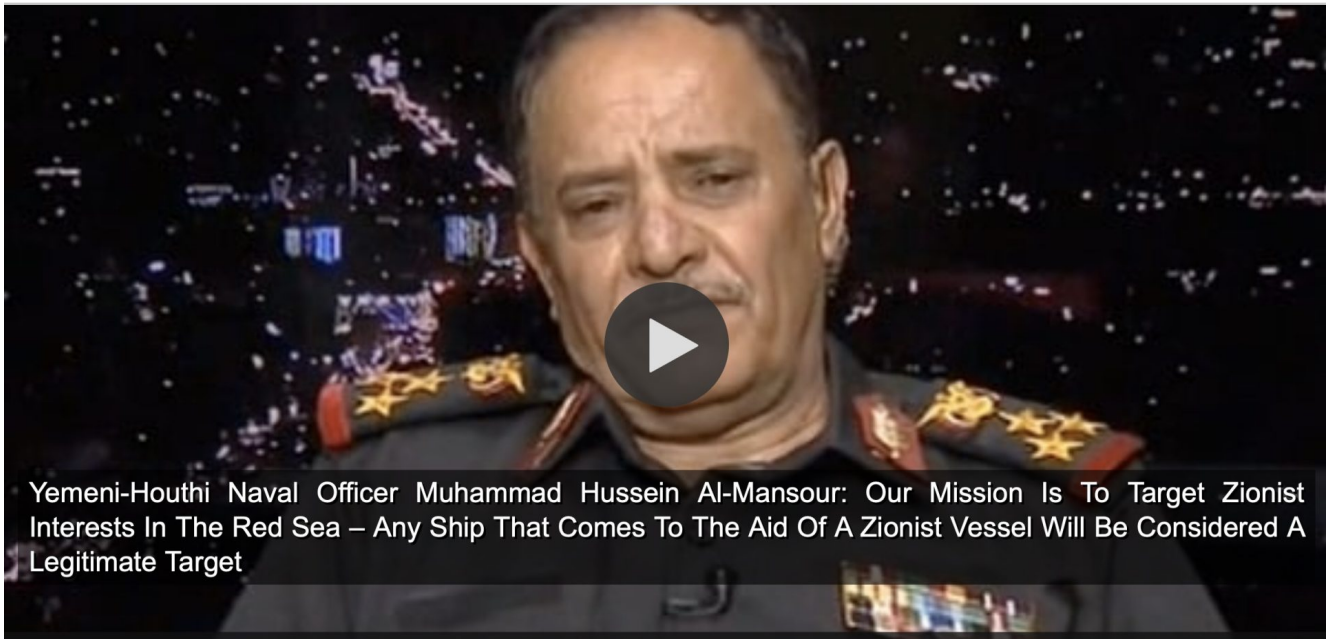 Yemeni-Houthi Naval Officer Muhammad Hussein Al-Mansour: Our Mission Is To Target Zionist
Interests In The Red Sea – Any Ship That Comes To The Aid Of A Zionist Vessel Will Be Considered A
Legitimate Target